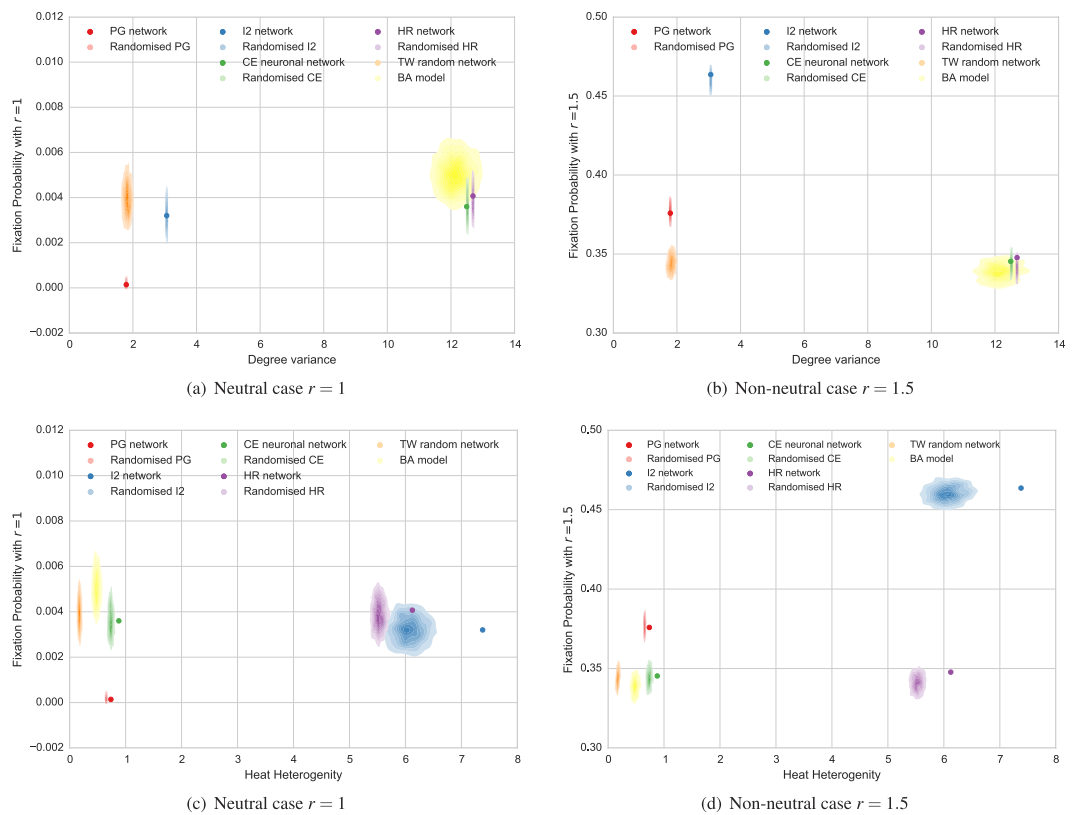 0.012
0.010
0.008
0.006
0.004
0.002
0.000
−0.002
Fixation Probability with r =1
PG network
Randomised PG
I2 network
Randomised I2
CE neuronal network
Randomised CE
HR network
Randomised HR
TW random network
BA model
0 2 4 6 8 10 12 14
Degree variance
(a) Neutral case r = 1
0.50
0.45
0.40
0.35
0.30
Fixation Probability with r =1.5
PG network
Randomised PG
I2 network
Randomised I2
CE neuronal network
Randomised CE
HR network
Randomised HR
TW random network
BA model
0 2 4 6 8 10 12 14
Degree variance
(b) Non-neutral case r = 1.5
0.012
0.010
0.008
0.006
0.004
0.002
0.000
−0.002
Fixation Probability with r =1
PG network
Randomised PG
I2 network
Randomised I2
CE neuronal network
Randomised CE
HR network
Randomised HR
TW random network
BA model
0 1 2 3 4 5 6 7 8
Heat Heterogenity
(c) Neutral case r = 1
0.50
0.45
0.40
0.35
0.30
Fixation Probability with r =1.5
PG network
Randomised PG
I2 network
Randomised I2
CE neuronal network
Randomised CE
HR network
Randomised HR
TW random network
BA model
0 1 2 3 4 5 6 7 8
Heat Heterogenity
(d) Non-neutral case r = 1.5